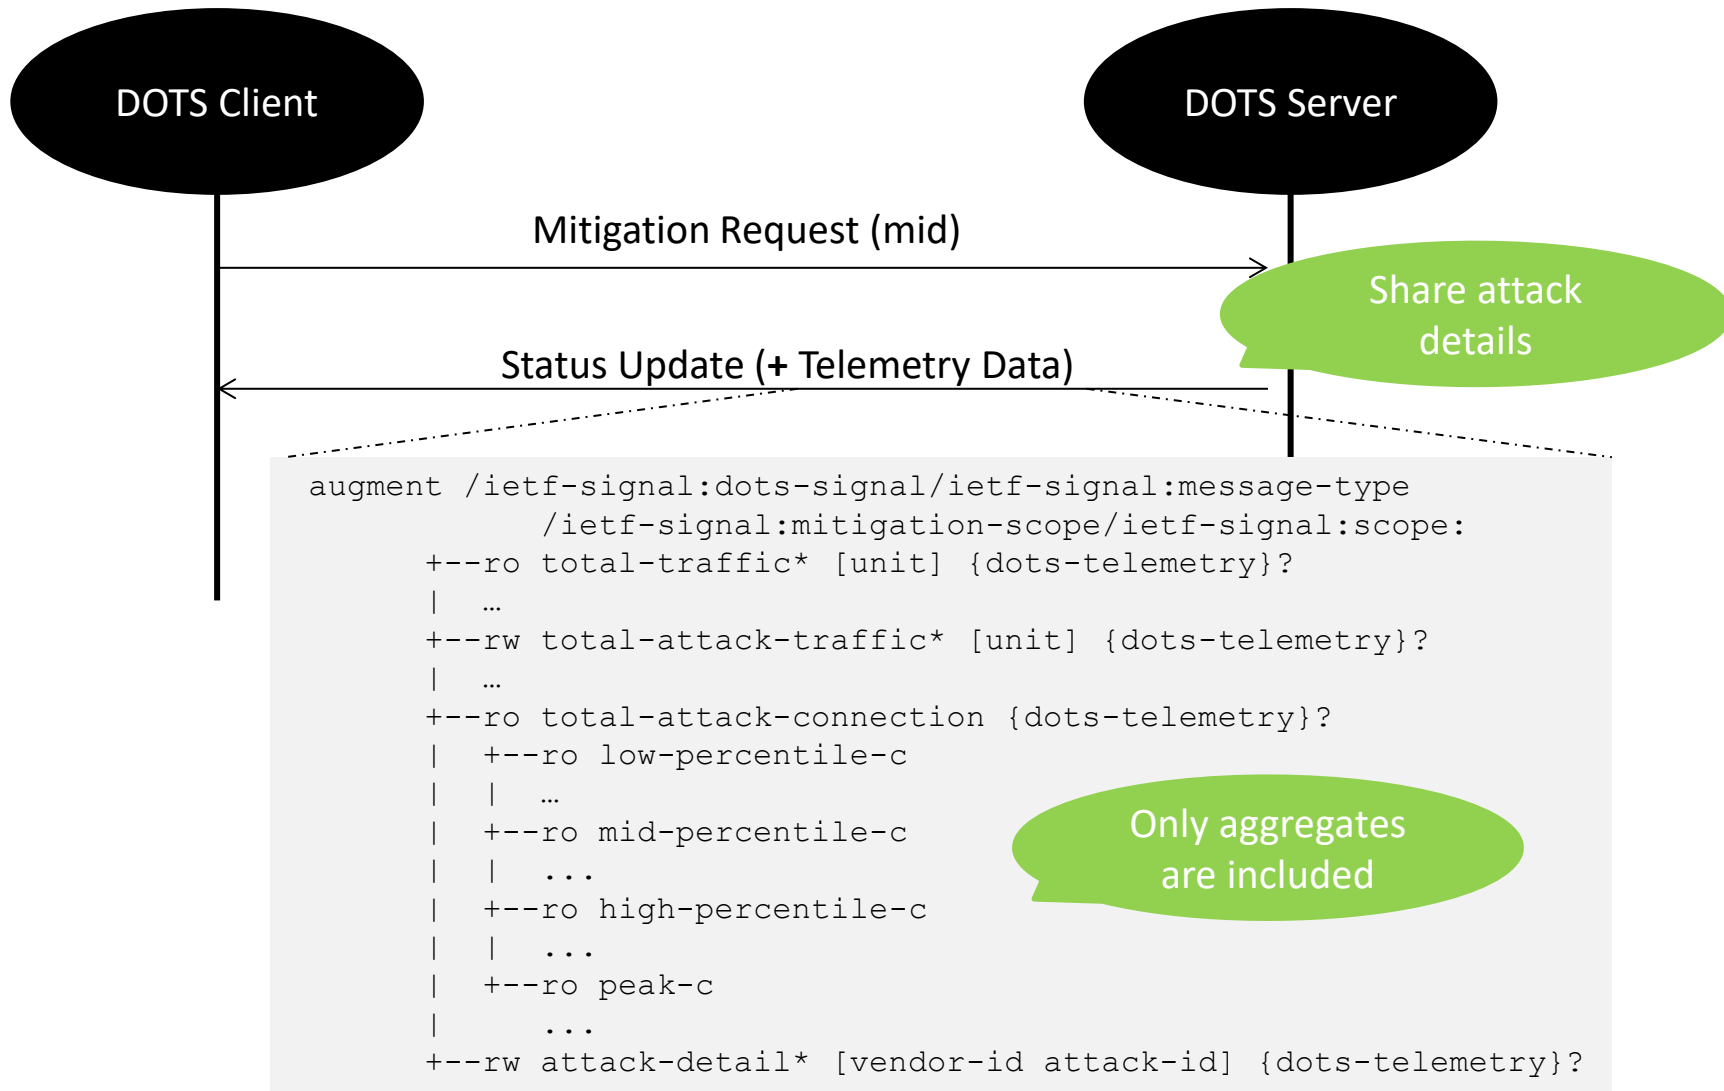 DOTS Client
DOTS Server
Mitigation Request (mid)
Share attack
details
Status Update (+ Telemetry Data)
augment /ietf-signal:dots-signal/ietf-signal:message-type
/ietf-signal:mitigation-scope/ietf-signal:scope:
+--ro total-traffic* [unit] {dots-telemetry}?
|  …
+--rw total-attack-traffic* [unit] {dots-telemetry}?
|  …
+--ro total-attack-connection {dots-telemetry}?
|  +--ro low-percentile-c
|  |  …
|  +--ro mid-percentile-c
|  |  ...
|  +--ro high-percentile-c
|  |  ...
|  +--ro peak-c
|     ...
+--rw attack-detail* [vendor-id attack-id] {dots-telemetry}?
Only aggregates
are included